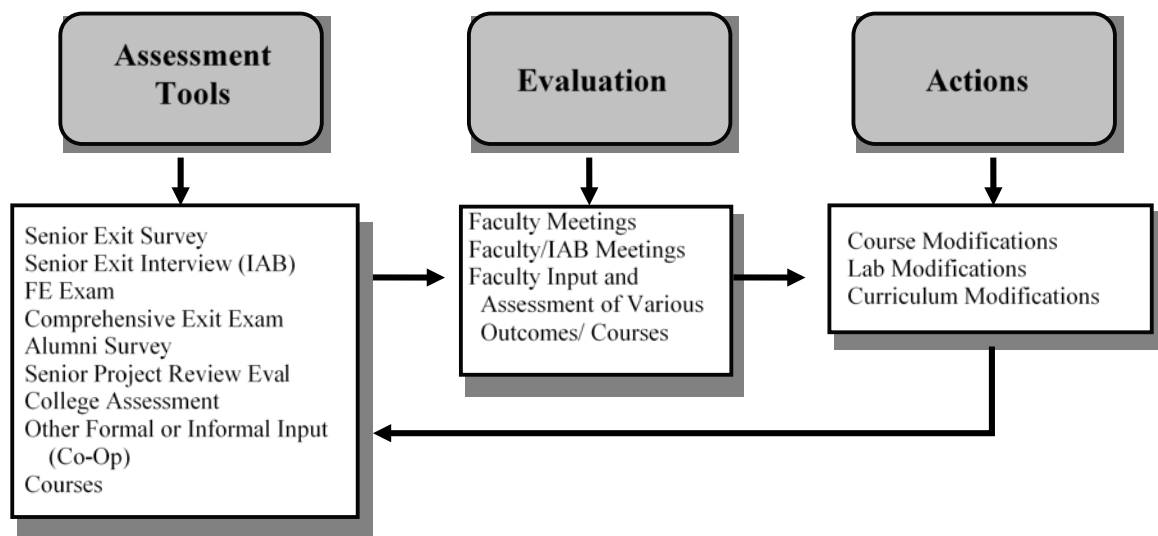 Assessment
Tools
Evaluation
Actions
Senior Exit Survey
Senior Exit Interview (IAB)
FE Exam
Comprehensive Exit Exam
Alumni Survey
Senior Project Review Eval
College Assessment
Other Formal or Informal Input
(Co-Op)
Courses
Faculty Meetings
Faculty/IAB Meetings
Faculty Input and
Assessment of Various
Outcomes/ Courses
Course Modifications
Lab Modifications
Curriculum Modifications